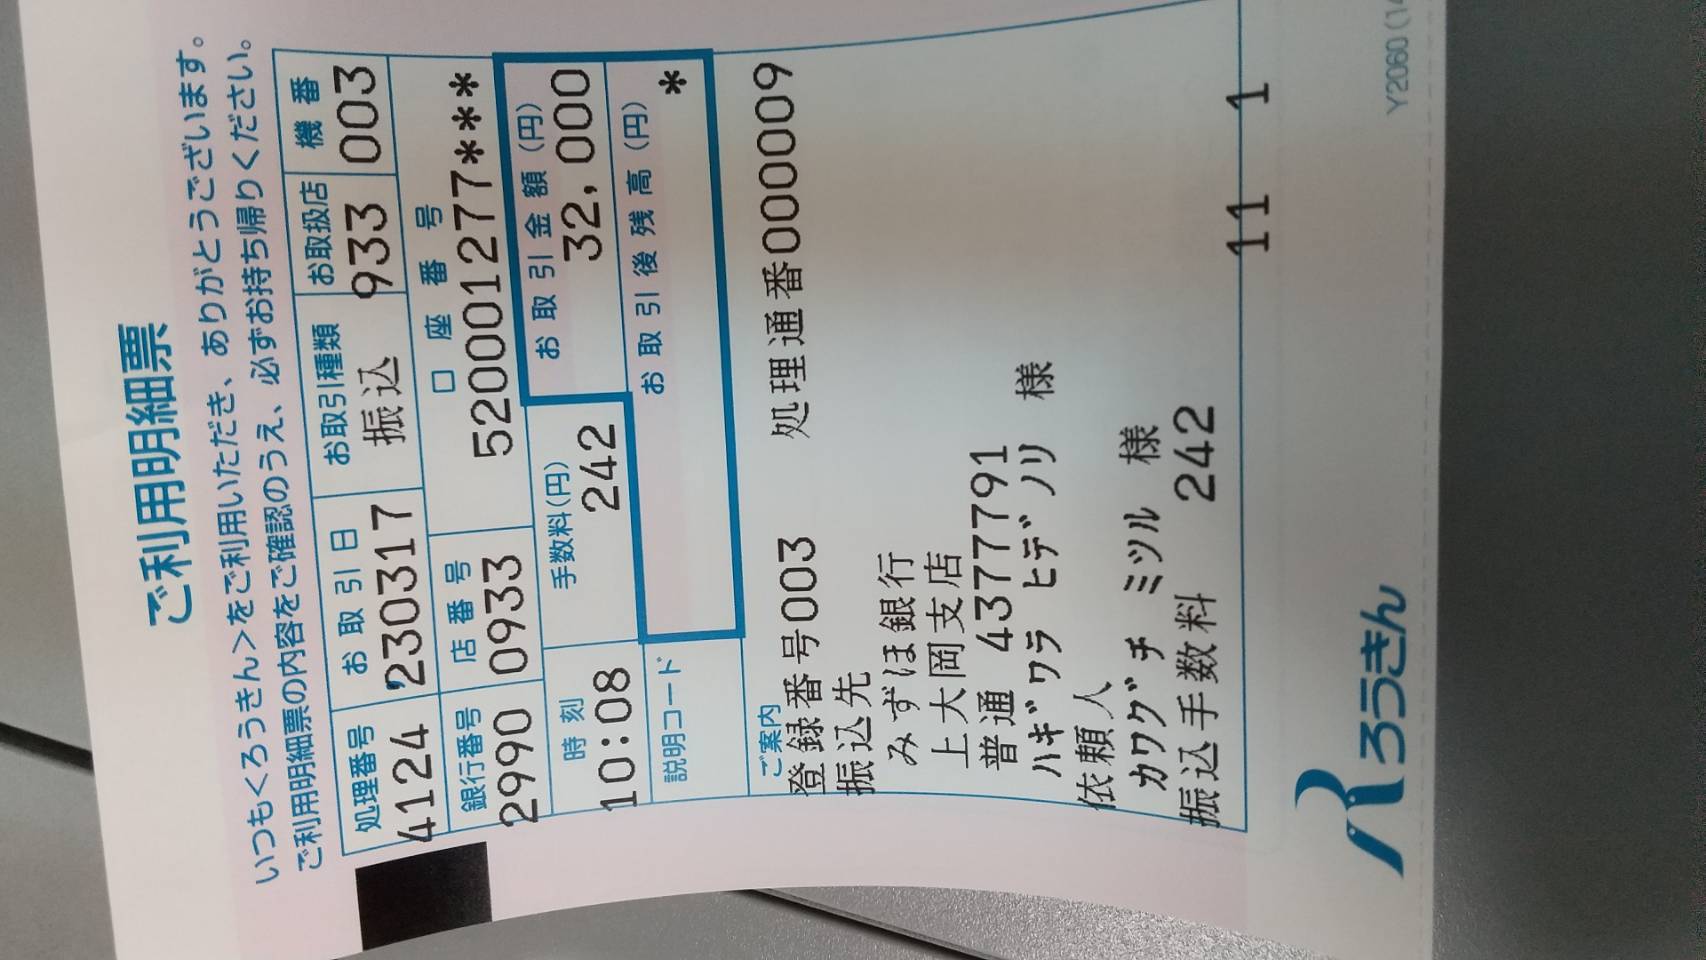 ご利用明細票
いつもくろうきん>をご利用いただき、ありがとうございます。
ご利用明細票の内容をご確認のうえ、必ずお持ち帰りください。
処理番号 お取引日 お取引種類 お取扱店 機番
4124 230317 振込 933 003
銀行番号 店番号 口座番号
2990 0933 52000127７***
時刻 手数料(円) お取引金額(円)
10:08 242 32,000
説明コード お取引後残高(円)
*
ご案内
登録番号003 処理通番000009
振込先
みずほ銀行
上大岡支店
普通 4377791
ハギワラ ヒデノリ 様
依頼人
カワグチ ミツル 様
振込手数料 242
11 1
ろうきん
Y2060(14